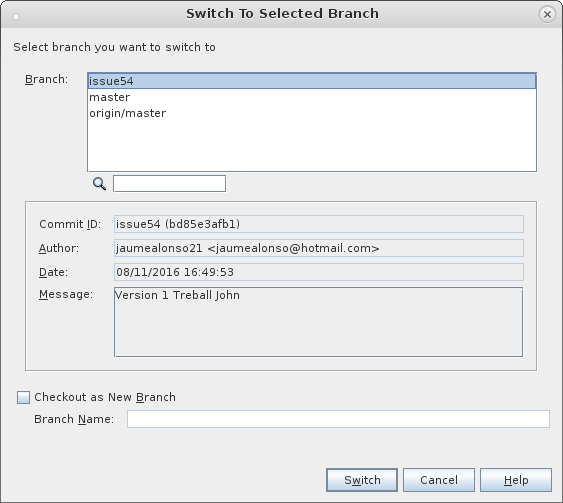 Switch To Selected Branch
Select branch you want to switch to
Branch:
issue54
master
origin/master
Commit ID: issue54 (bd85e3afb1)
Author: jaumealonso21 <jaumealonso@hotmail.com>
Date: 08/11/2016 16:49:53
Message: Version 1 Treball John
Checkout as New Branch
Branch Name:
Switch Cancel Help